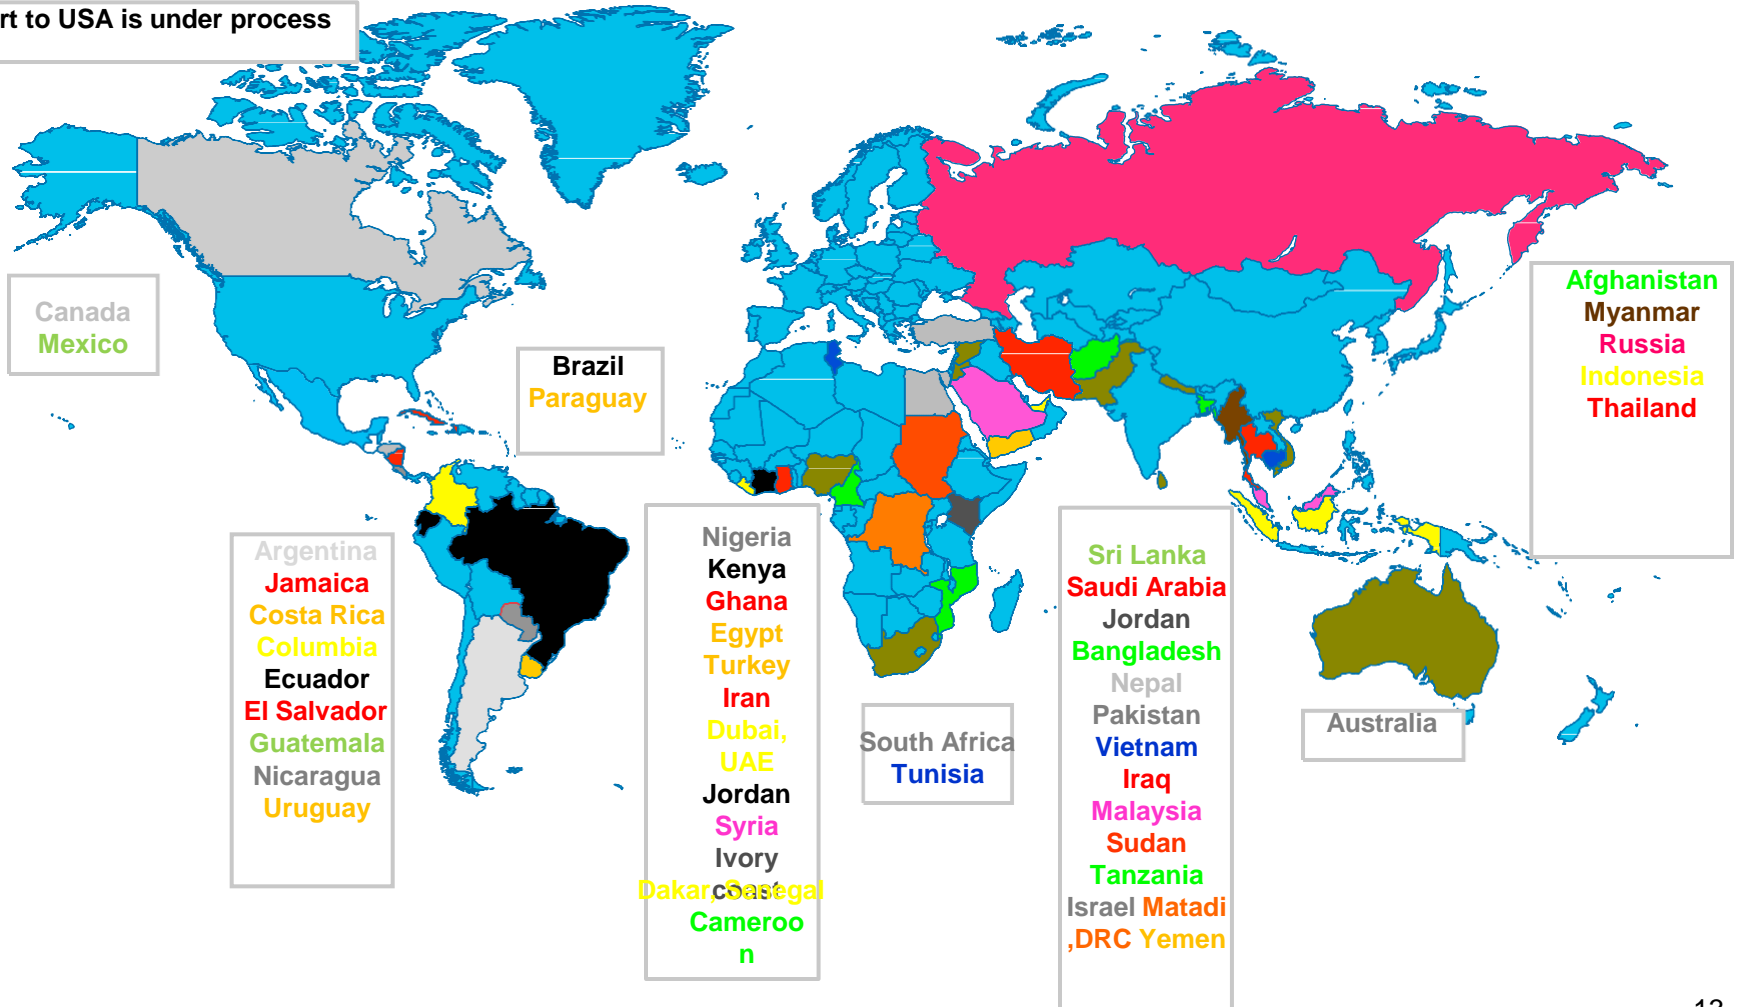 rt to USA is under process
Canada
Mexico
Brazil
Paraguay
Afghanistan
Myanmar
Russia
Indonesia
Thailand
Argentina
Jamaica
Costa Rica
Columbia
Ecuador
El Salvador
Guatemala
Nicaragua
Uruguay
Nigeria
Kenya
Ghana
Egypt
Turkey
Iran
Dubai,
UAE
Jordan
Syria
Ivory
coast
Dakar, Senegal
Cameroo
n
South Africa
Tunisia
Sri Lanka
Saudi Arabia
Jordan
Bangladesh
Nepal
Pakistan
Vietnam
Iraq
Malaysia
Sudan
Tanzania
Israel Matadi
,DRC Yemen
Australia